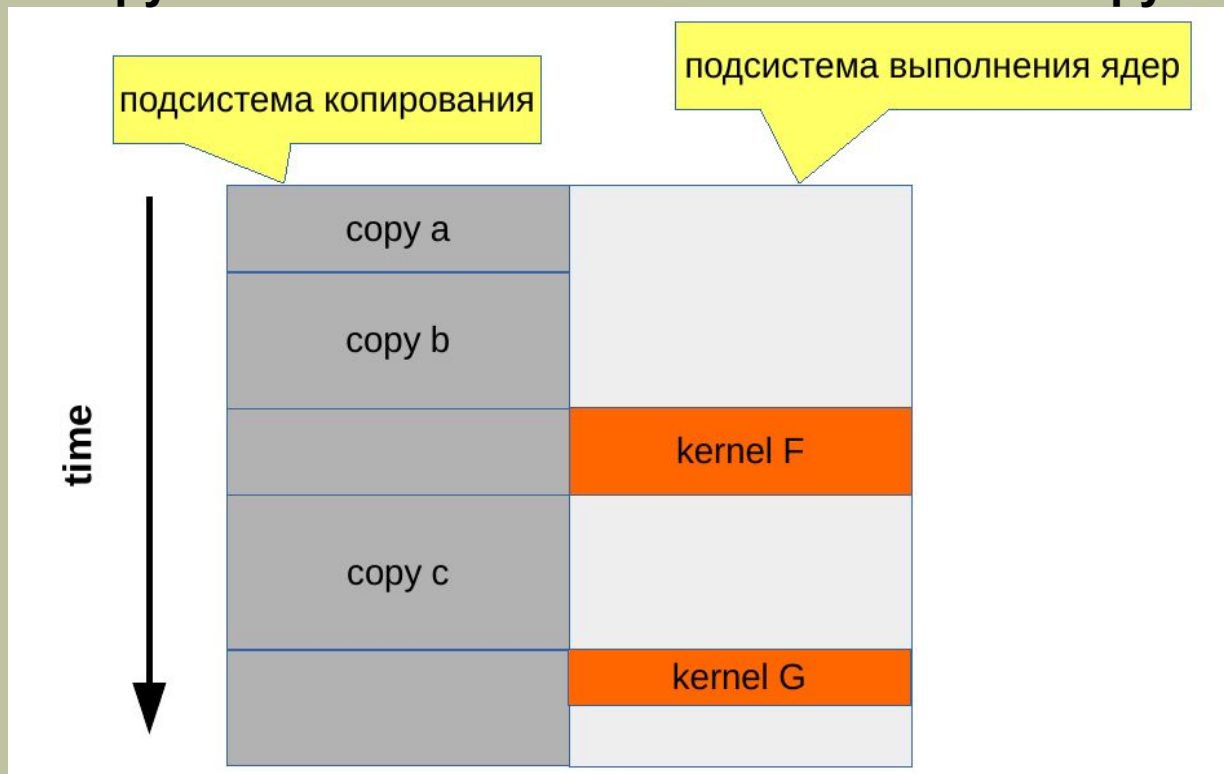 подсистема выполнения ядер
подсистема копирования
copy a
copy b
kernel F
time
copy c
kernel G